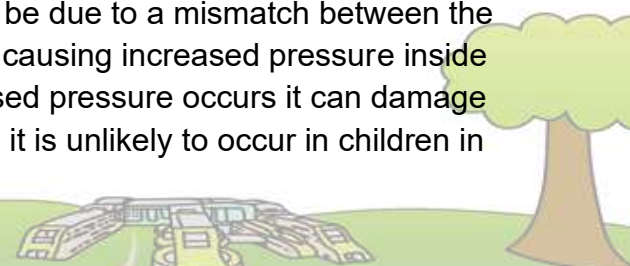 be due to a mismatch between the
causing increased pressure inside
sed pressure occurs it can damage
it is unlikely to occur in children in